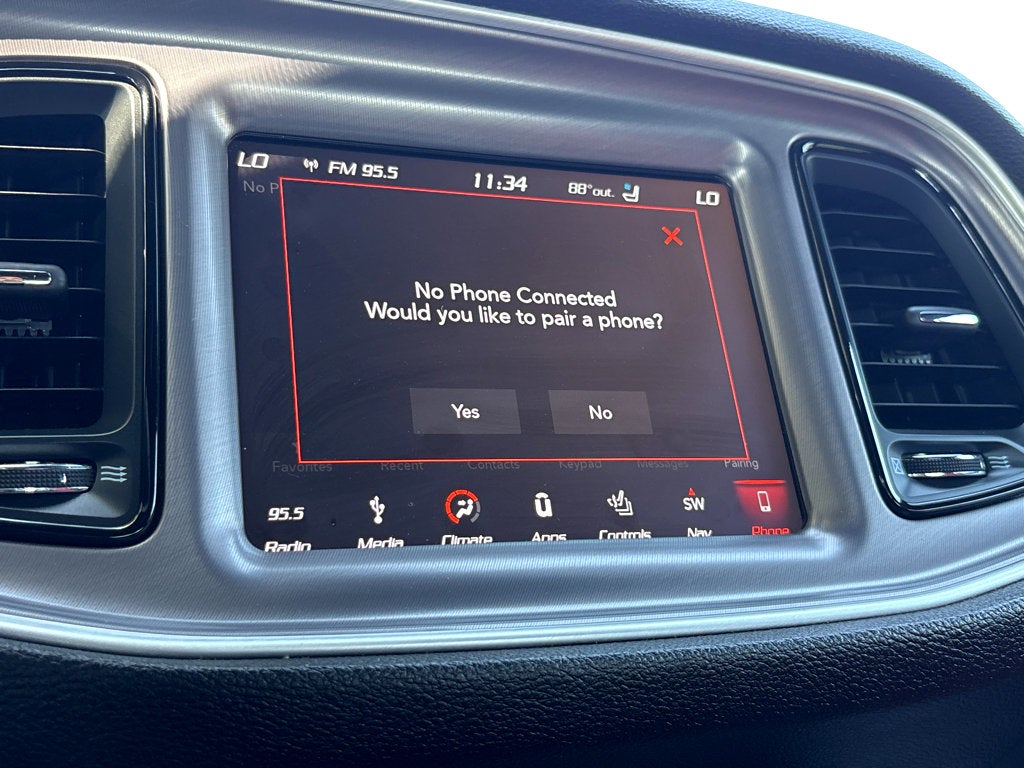 LO FM 95.5 11:34 88°out. LO
No P
No Phone Connected
Would you like to pair a phone?
Yes No
Favorites Recent Contacts Keypad Messages Pairing
95.5 SW
Radio Media Climate Apps Controls Nav Phone